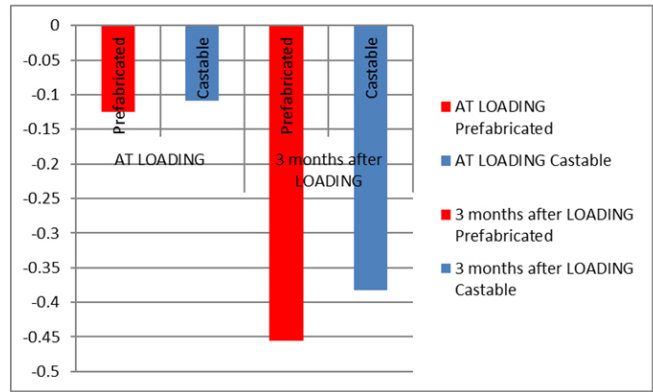 0
-0.05
-0.1
-0.15
-0.2
-0.25
-0.3
-0.35
-0.4
-0.45
-0.5
Prefabricated
Castable
Prefabricated
Castable
AT LOADING
3 months after
LOADING
AT LOADING
Prefabricated
AT LOADING Castable
3 months after LOADING
Prefabricated
3 months after LOADING
Castable